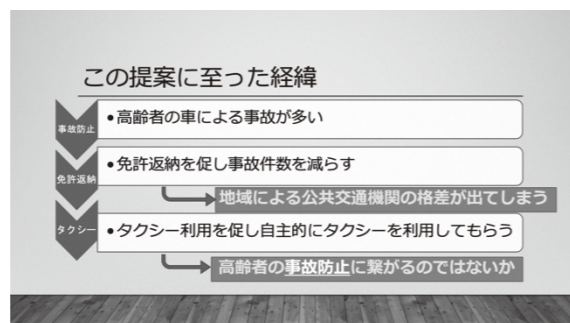 この提案に至った経緯
事故防止
•高齢者の車による事故が多い
免許返納
•免許返納を促し事故件数を減らす
地域による公共交通機関の格差が出てしまう
タクシー
•タクシー利用を促し自主的にタクシーを利用してもらう
高齢者の事故防止に繋がるのではないか